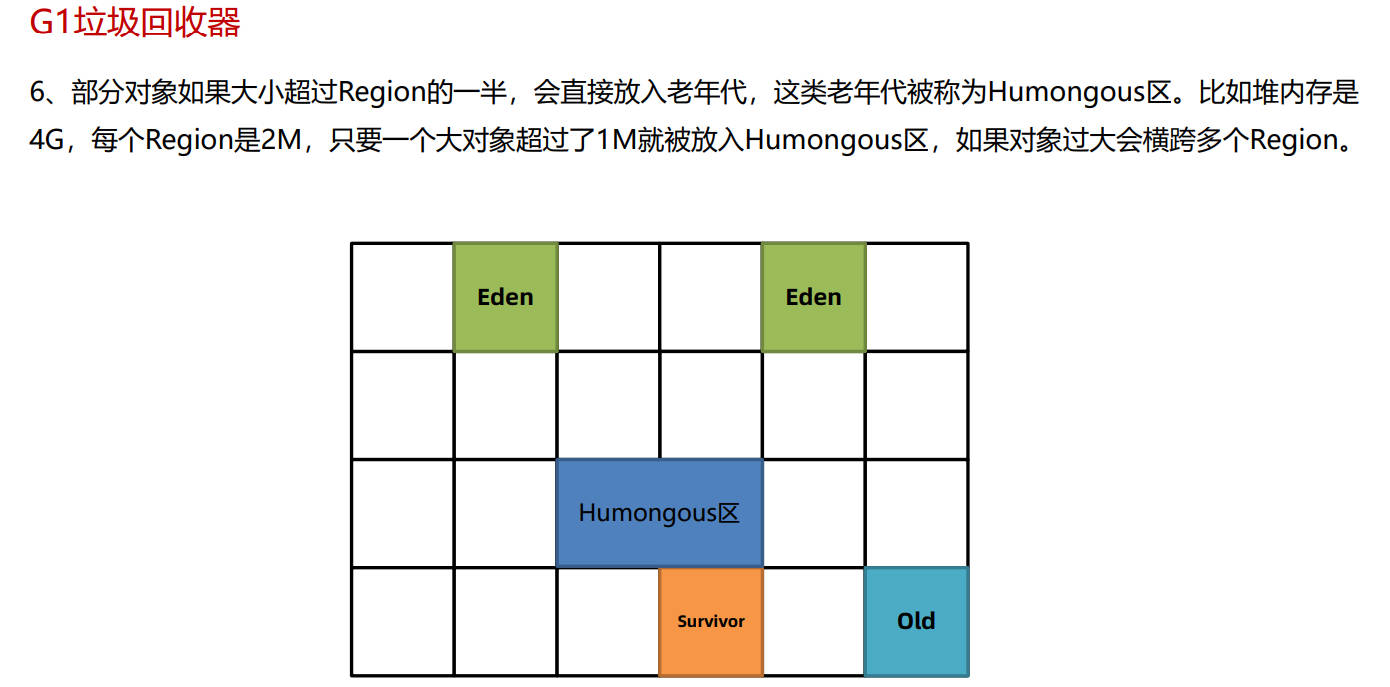 G1垃圾回收器
6、部分对象如果大小超过Region的一半，会直接放入老年代，这类老年代被称为Humongous区。比如堆内存是
4G，每个Region是2M，只要一个大对象超过了1M就被放入Humongous区，如果对象过大会横跨多个Region。
Eden
Eden
Humongous区
Survivor
Old